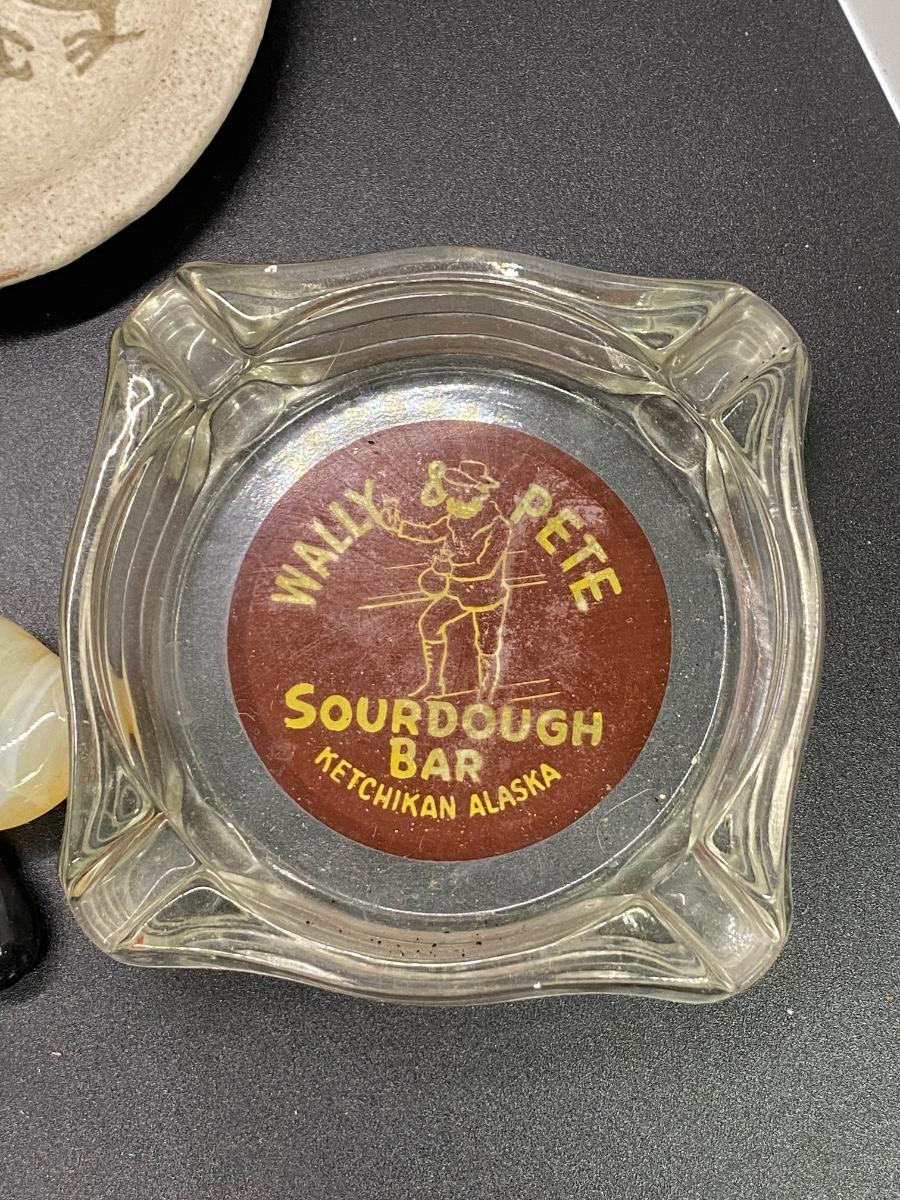 WALLY & PETE
SOURDOUGH
BAR
KETCHIKAN ALASKA